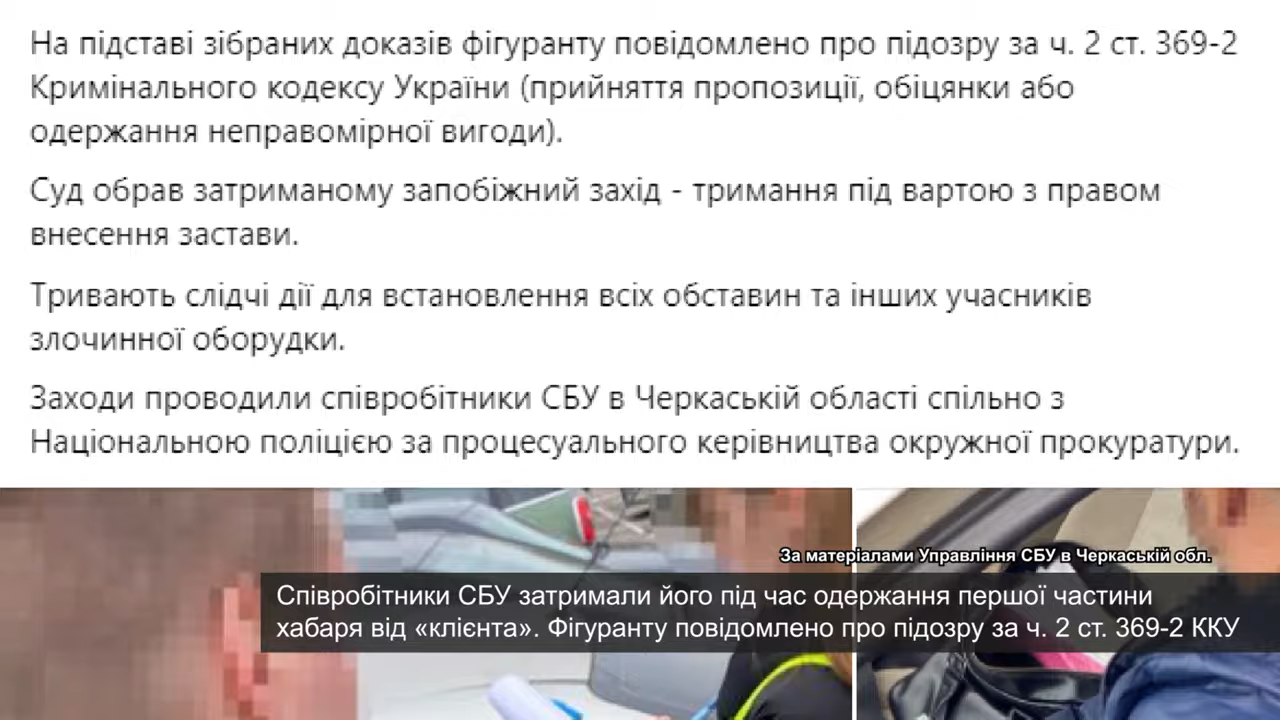 На підставі зібраних доказів фігуранту повідомлено про підозру за ч. 2 ст. 369-2
Кримінального кодексу України (прийняття пропозиції, обіцянки або
одержання неправомірної вигоди).
Суд обрав затриманому запобіжний захід - тримання під вартою з правом
внесення застави.
Тривають слідчі дії для встановлення всіх обставин та інших учасників
злочинної оборудки.
Заходи проводили співробітники СБУ в Черкаській області спільно з
Національною поліцією за процесуального керівництва окружної прокуратури.
За матеріалами Управління СБУ в Черкаській обл.
Співробітники СБУ затримали його під час одержання першої частини
хабаря від «клієнта». Фігуранту повідомлено про підозру за ч. 2 ст. 369-2 ККУ